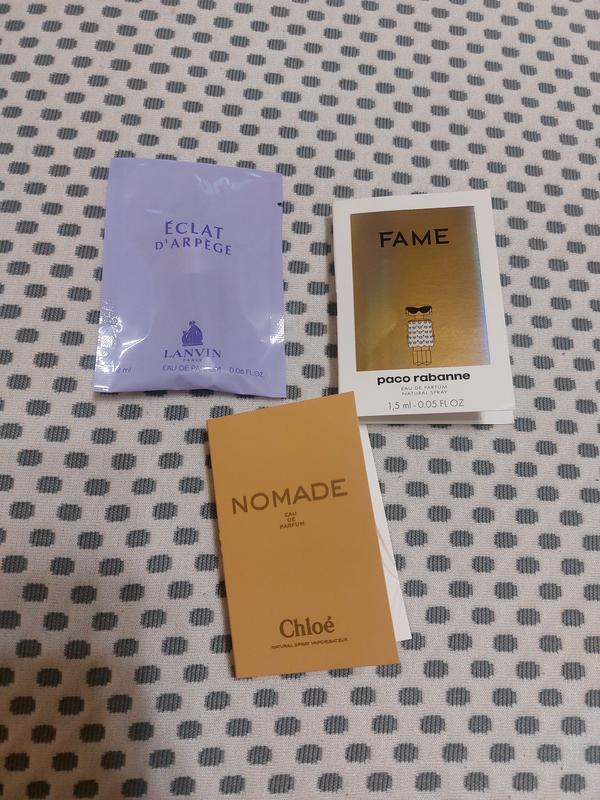 ÉCLAT
D'ARPÈGE
LANVIN
PARIS
ml EAU DE PARFUM 0.06 FL.OZ.
FAME
paco rabanne
EAU DE PARFUM
NATURAL SPRAY
1,5 ml - 0.05 FL OZ
NOMADE
EAU
DE
PARFUM
Chloé
NATURAL SPRAY VAPORISATEUR